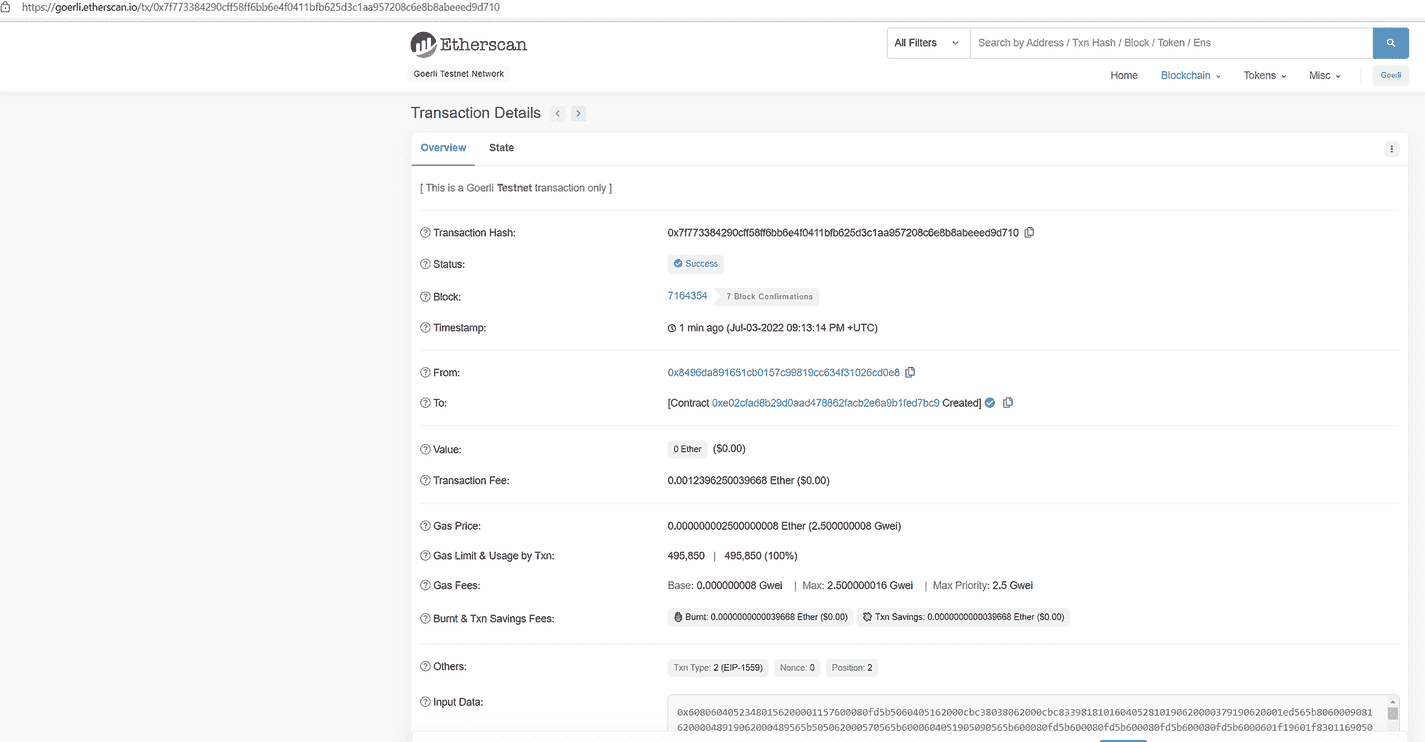 https://goerli.etherscan.io/tx/0x7f773384290cff58ff6bb6e4f0411bfb625d3c1aa957208c6e8b8abeeed9d710
Etherscan
All Filters Search by Address / Txn Hash / Block / Token / Ens
Goerli Testnet Network
Home Blockchain Tokens Misc Goerli
Transaction Details
Overview State
[ This is a Goerli Testnet transaction only ]
Transaction Hash: 0x7f773384290cff58ff6bb6e4f0411bfb625d3c1aa957208c6e8b8abeeed9d710
Status: Success
Block: 7164354 7 Block Confirmations
Timestamp: 1 min ago (Jul-03-2022 09:13:14 PM +UTC)
From: 0x8496da891651cb0157c99819cc634f31026cd0e8
To: [Contract 0xe02cfad8b29d0aad478862facb2e6a9b1fed7bc9 Created]
Value: 0 Ether ($0.00)
Transaction Fee: 0.0012396250039668 Ether ($0.00)
Gas Price: 0.000000002500000008 Ether (2.500000008 Gwei)
Gas Limit & Usage by Txn: 495,850 | 495,850 (100%)
Gas Fees: Base: 0.000000008 Gwei | Max: 2.500000016 Gwei | Max Priority: 2.5 Gwei
Burnt & Txn Savings Fees: Burnt: 0.0000000000039668 Ether ($0.00) Txn Savings: 0.0000000000039668 Ether ($0.00)
Others: Txn Type: 2 (EIP-1559) Nonce: 0 Position: 2
Input Data: 0x60806040523480156200001157600080fd5b5060405162000cbc38038062000cbc8339818101604052810190620000379190620001ed565b8060009081
620000048919062000489565b505062000570565b6000604051905090565b600080fd5b600080fd5b600080fd5b600080fd5b6000601f19601f8301169050